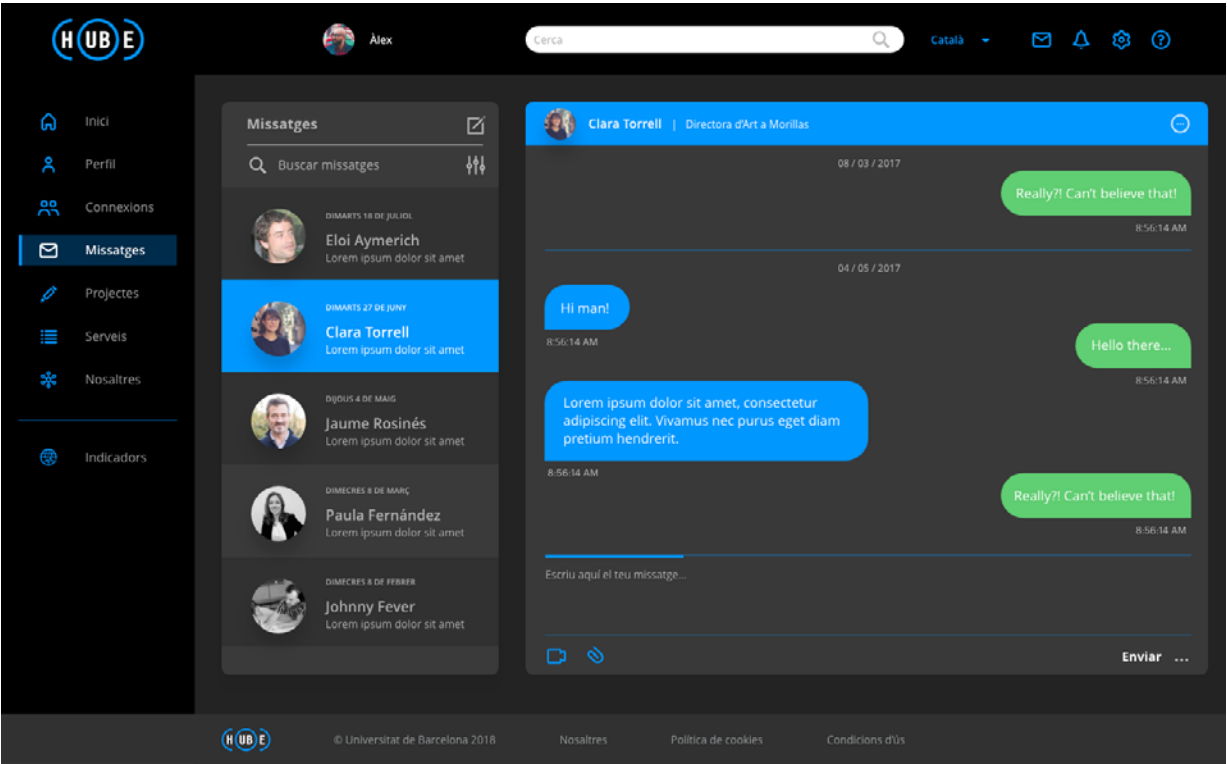 HUBE
Àlex
Cerca
Català
Inici
Perfil
Connexions
Missatges
Projectes
Serveis
Nosaltres
Indicadors
Missatges
Buscar missatges
DIMARTS 18 DE JULIOL
Eloi Aymerich
Lorem ipsum dolor sit amet
DIMARTS 27 DE JUNY
Clara Torrell
Lorem ipsum dolor sit amet
DIJOUS 4 DE MAIG
Jaume Rosinés
Lorem ipsum dolor sit amet
DIMECRES 8 DE MARÇ
Paula Fernández
Lorem ipsum dolor sit amet
DIMECRES 8 DE FEBRER
Johnny Fever
Lorem ipsum dolor sit amet
Clara Torrell | Directora d'Art a Morillas
08 / 03 / 2017
Really?! Can't believe that!
8:56:14 AM
04 / 05 / 2017
Hi man!
8:56:14 AM
Hello there...
8:56:14 AM
Lorem ipsum dolor sit amet, consectetur
adipiscing elit. Vivamus nec purus eget diam
pretium hendrerit.
8:56:14 AM
Really?! Can't believe that!
8:56:14 AM
Escriu aquí el teu missatge...
Enviar ...
HUBE
© Universitat de Barcelona 2018
Nosaltres
Política de cookies
Condicions d'ús